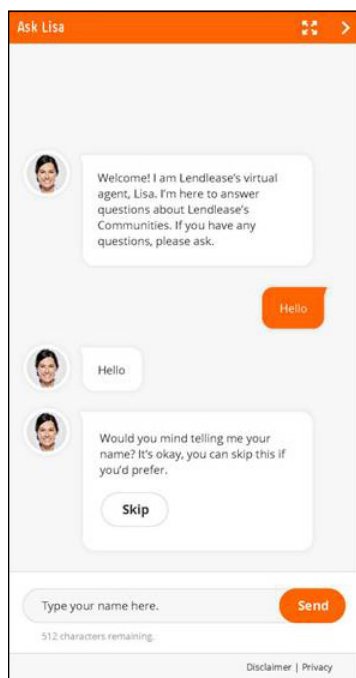 Ask Lisa
Welcome! I am Lendlease's virtual
agent, Lisa. I'm here to answer
questions about Lendlease's
Communities. If you have any
questions, please ask.
Hello
Hello
Would you mind telling me your
name? It's okay, you can skip this if
you'd prefer.
Skip
Type your name here.
Send
512 characters remaining.
Disclaimer | Privacy